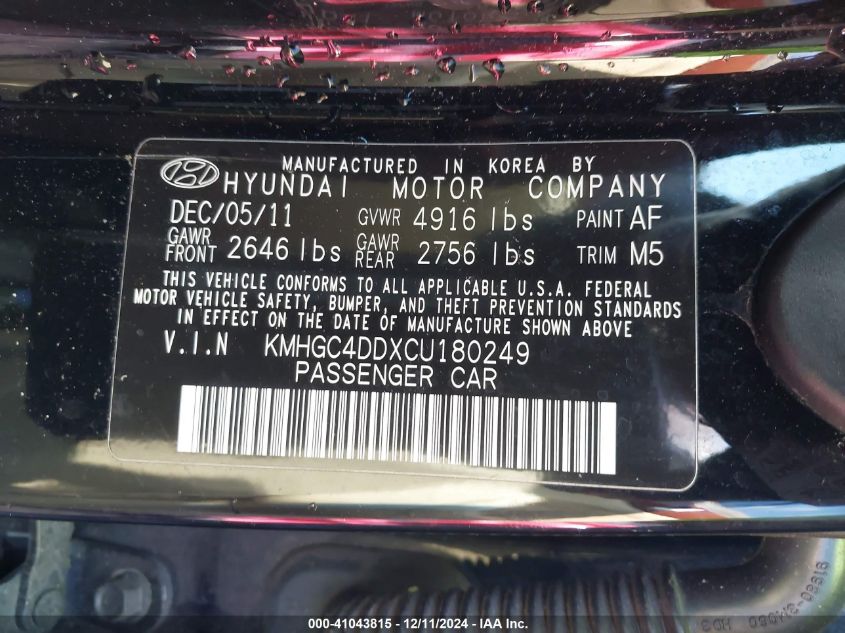 MANUFACTURED IN KOREA BY
HYUNDAI MOTOR COMPANY
DEC/05/11 GVWR 4916 lbs PAINT AF
GAWR FRONT 2646 lbs GAWR REAR 2756 lbs TRIM M5
THIS VEHICLE CONFORMS TO ALL APPLICABLE U.S.A. FEDERAL
MOTOR VEHICLE SAFETY, BUMPER, AND THEFT PREVENTION STANDARDS
IN EFFECT ON THE DATE OF MANUFACTURE SHOWN ABOVE
V.I.N KMHGC4DDXCU180249
PASSENGER CAR
000-41043815 - 12/11/2024 - IAA Inc.